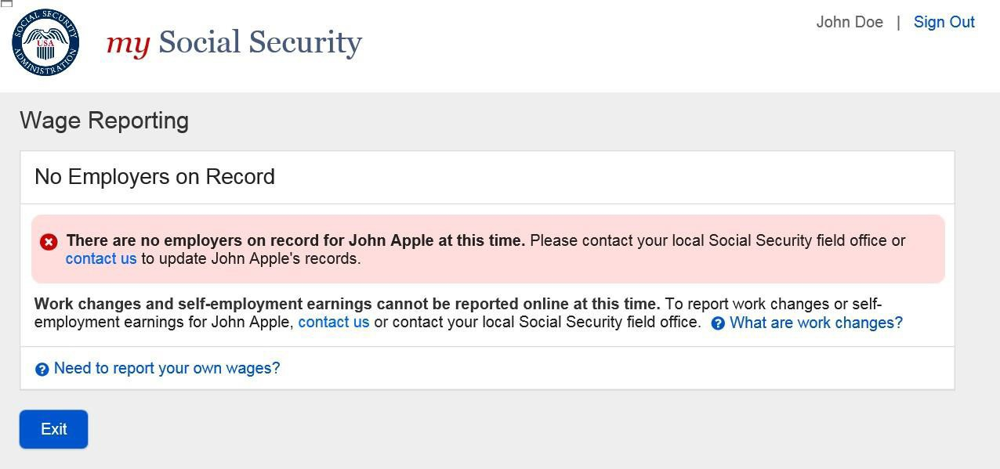 SOCIAL SECURITY
USA
ADMINISTRATION
my Social Security
John Doe | Sign Out
Wage Reporting
No Employers on Record
There are no employers on record for John Apple at this time. Please contact your local Social Security field office or
contact us to update John Apple's records.
Work changes and self-employment earnings cannot be reported online at this time. To report work changes or self-
employment earnings for John Apple, contact us or contact your local Social Security field office. ? What are work changes?
? Need to report your own wages?
Exit